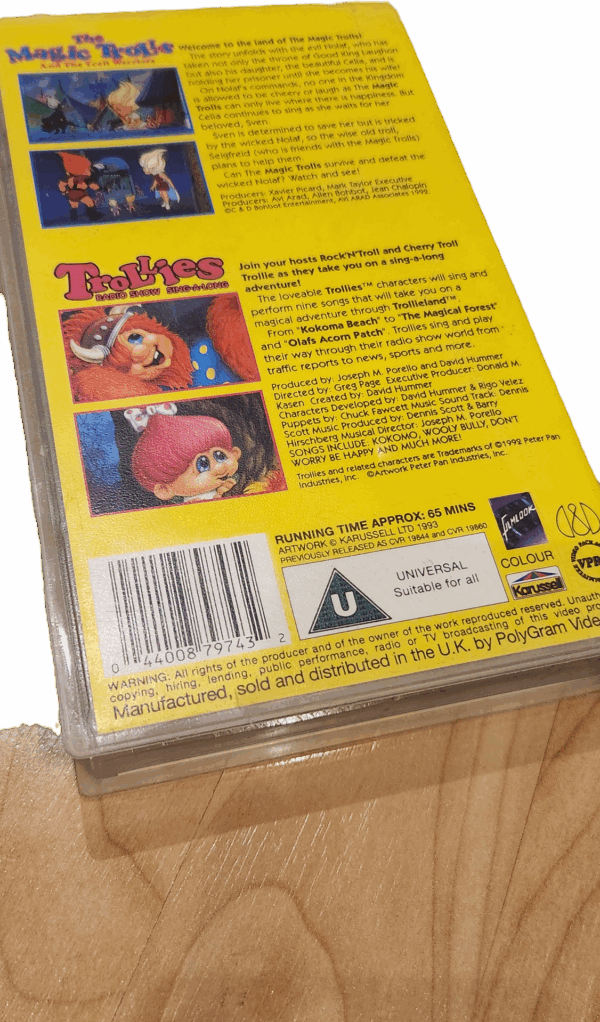 The
Magic Trolls
And The Troll Warriors
Welcome to the land of The Magic Trolls!
The story unfolds with the evil Nolaf, who has
taken not only the throne of Good King Laughon
but also his daughter, the beautiful Celia, and is
holding her prisoner until she becomes his wife!
On Nolaf's commands, no one in the Kingdom
is allowed to be cheery or laugh as The Magic
Trolls can only live where there is happiness. But
Celia continues to sing as she waits for her
beloved, Sven.
Sven is determined to save her but is tricked
by the wicked Nolaf, so the wise old troll,
Seigfreid (who is friends with the Magic Trolls)
plans to help them.
Can The Magic Trolls survive and defeat the
wicked Nolaf? Watch and see!
Producers: Xavier Picard, Mark Taylor Executive
Producers: Avi Arad, Allen Bohbot, Jean Chalopin
©C & D Bohbot Entertainment, AVI ARAD Associates
Trollies
RADIO SHOW SING-A-LONG
Join your hosts Rock'N'Troll and Cherry Troll
Trollie as they take you on a sing-a-long
adventure!
The loveable Trollies™ characters will sing and
perform nine songs that will take you on a
magical adventure through Trollieland™.
From "Kokoma Beach" to "The Magical Forest"
and "Olafs Acorn Patch". Trollies sing and play
their way through their radio show world from
traffic reports to news, sports and more.
Produced by: Joseph M. Porello and David Hummer
Directed by: Greg Page. Executive Producer: Donald M.
Kasen. Created by: David Hummer
Characters Developed by: David Hummer & Rigo Velez
Puppets by: Chuck Fawcett Music Sound Track: Dennis
Scott Music Produced by: Dennis Scott & Barry
Hirschberg Musical Director: Joseph M. Porello
SONGS INCLUDE: KOKOMO, WOOLY BULLY, DON'T
WORRY BE HAPPY AND MUCH MORE!
Trollies and related characters are Trademarks of ©1992 Peter Pan
Industries, Inc. ©Artwork Peter Pan Industries, Inc.
RUNNING TIME APPROX: 65 MINS
ARTWORK © KARUSSELL LTD 1993
PREVIOUSLY RELEASED AS CVR 19844 and CVR 19860
U
UNIVERSAL
Suitable for all
FILMLOOK
C&D
COLOUR
Karussell
VPR
0 44008 79743 2
WARNING: All rights of the producer and of the owner of the work reproduced reserved. Unauth
copying, hiring, lending, public performance, radio or TV broadcasting of this video pro
Manufactured, sold and distributed in the U.K. by PolyGram Vide